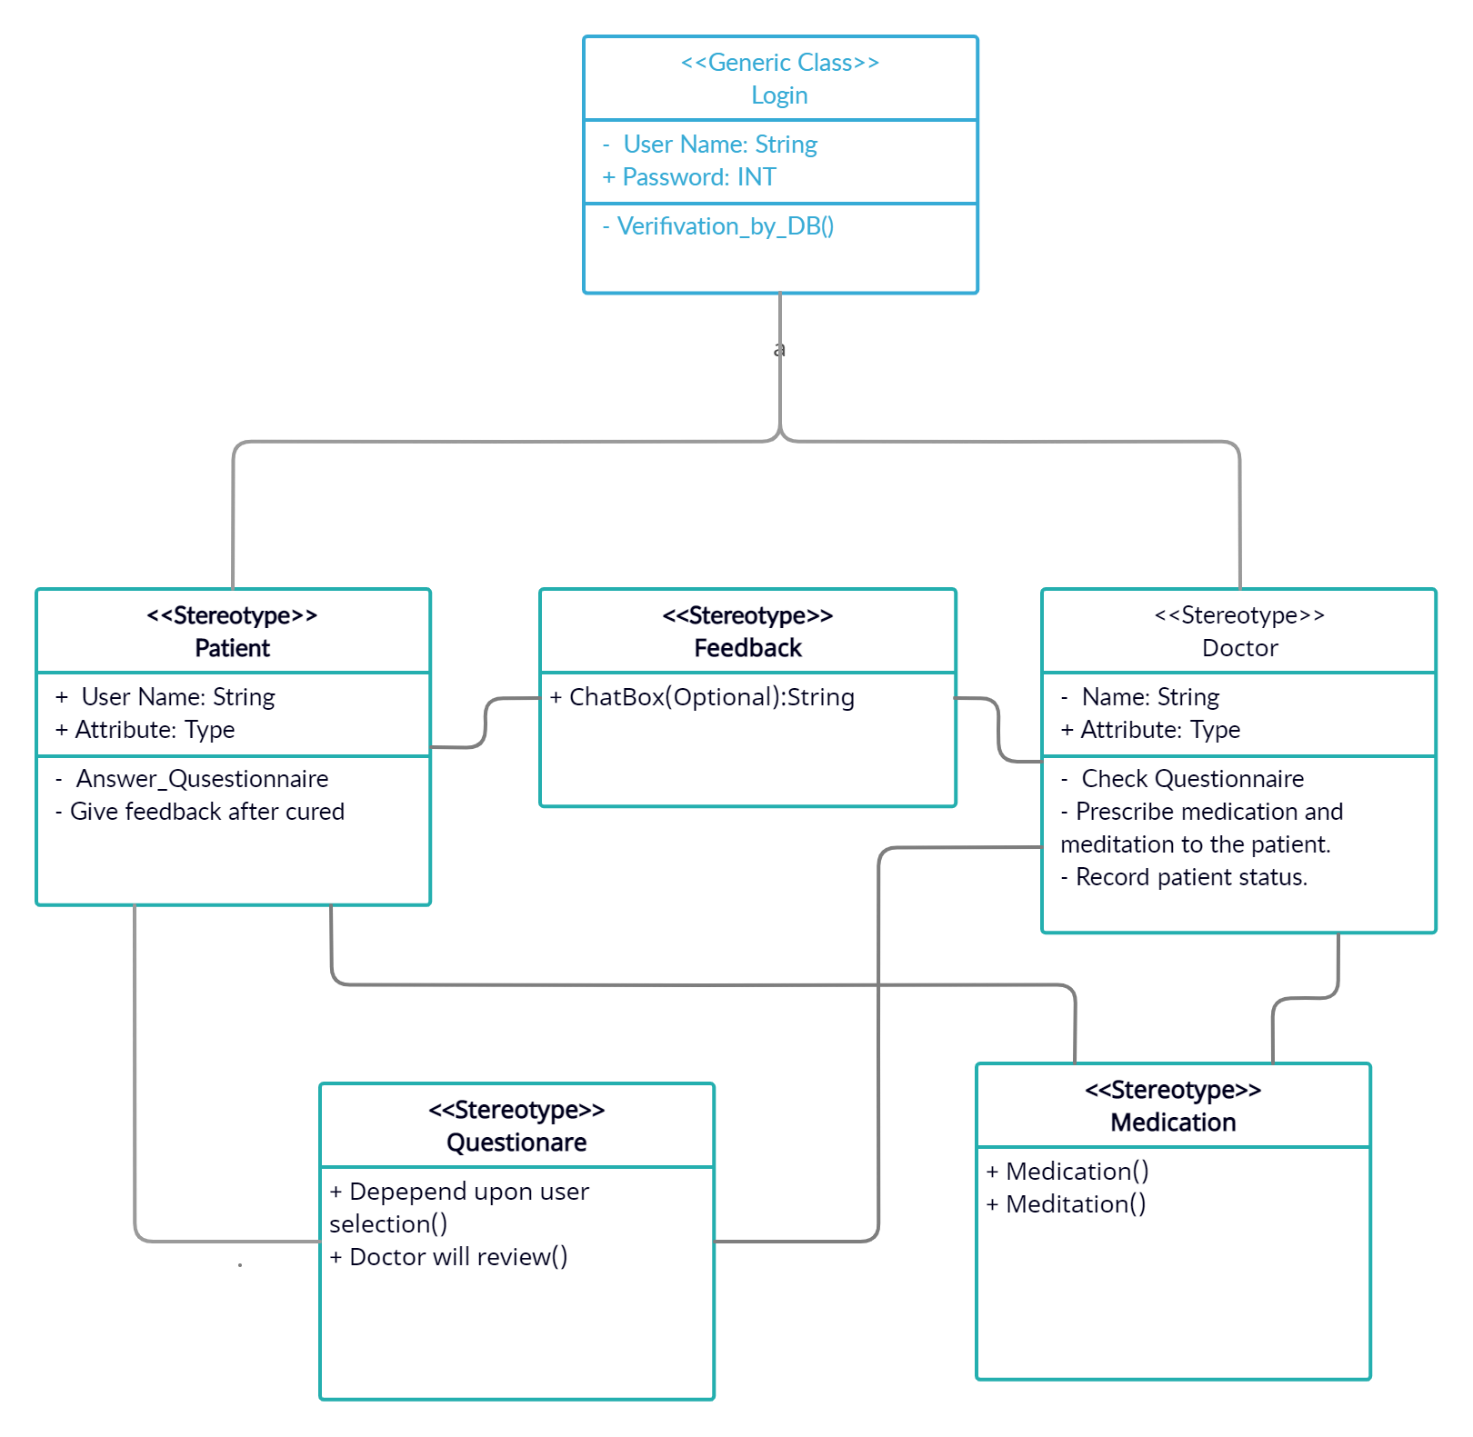 <<Generic Class>>
Login
- User Name: String
+ Password: INT
- Verifivation_by_DB()
a
<<Stereotype>>
Patient
+ User Name: String
+ Attribute: Type
- Answer_Qusestionnaire
- Give feedback after cured
<<Stereotype>>
Feedback
+ ChatBox(Optional):String
<<Stereotype>>
Doctor
- Name: String
+ Attribute: Type
- Check Questionnaire
- Prescribe medication and
meditation to the patient.
- Record patient status.
<<Stereotype>>
Questionare
+ Depepend upon user
selection()
+ Doctor will review()
.
<<Stereotype>>
Medication
+ Medication()
+ Meditation()